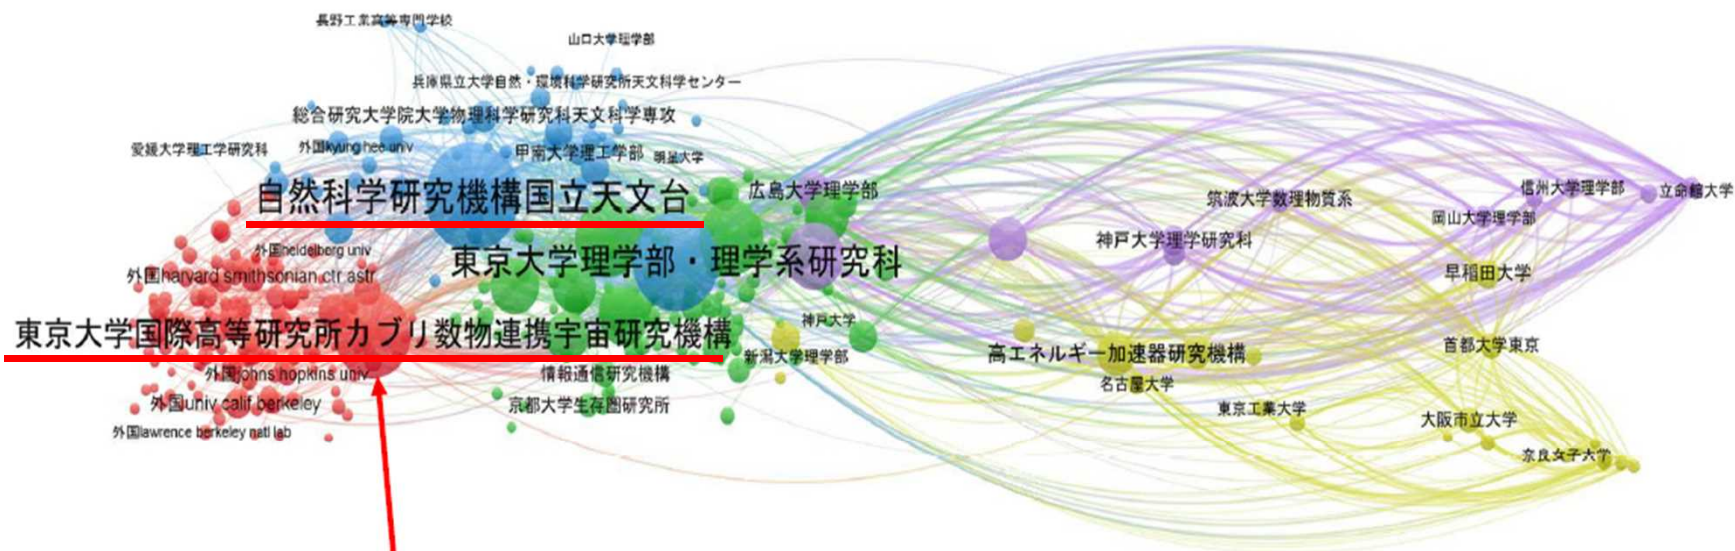 長野工業高等専門学校
山口大学理学部
兵庫県立大学自然・環境科学研究所天文科学センター
総合研究大学院大学物理科学研究科天文科学専攻
愛媛大学理工学研究科
外国kyung hee univ
甲南大学理工学部
明星大学
自然科学研究機構国立天文台
広島大学理学部
筑波大学数理物質系
信州大学理学部
立命館大学
岡山大学理学部
外国heidelberg univ
東京大学理学部・理学系研究科
神戸大学理学研究科
外国harvard smithsonian ctr astr
早稲田大学
東京大学国際高等研究所カブリ数物連携宇宙研究機構
神戸大学
新潟大学理学部
高エネルギー加速器研究機構
首都大学東京
外国johns hopkins univ
情報通信研究機構
名古屋大学
外国univ calif berkeley
京都大学生存圏研究所
東京工業大学
大阪市立大学
外国lawrence berkeley natl lab
奈良女子大学